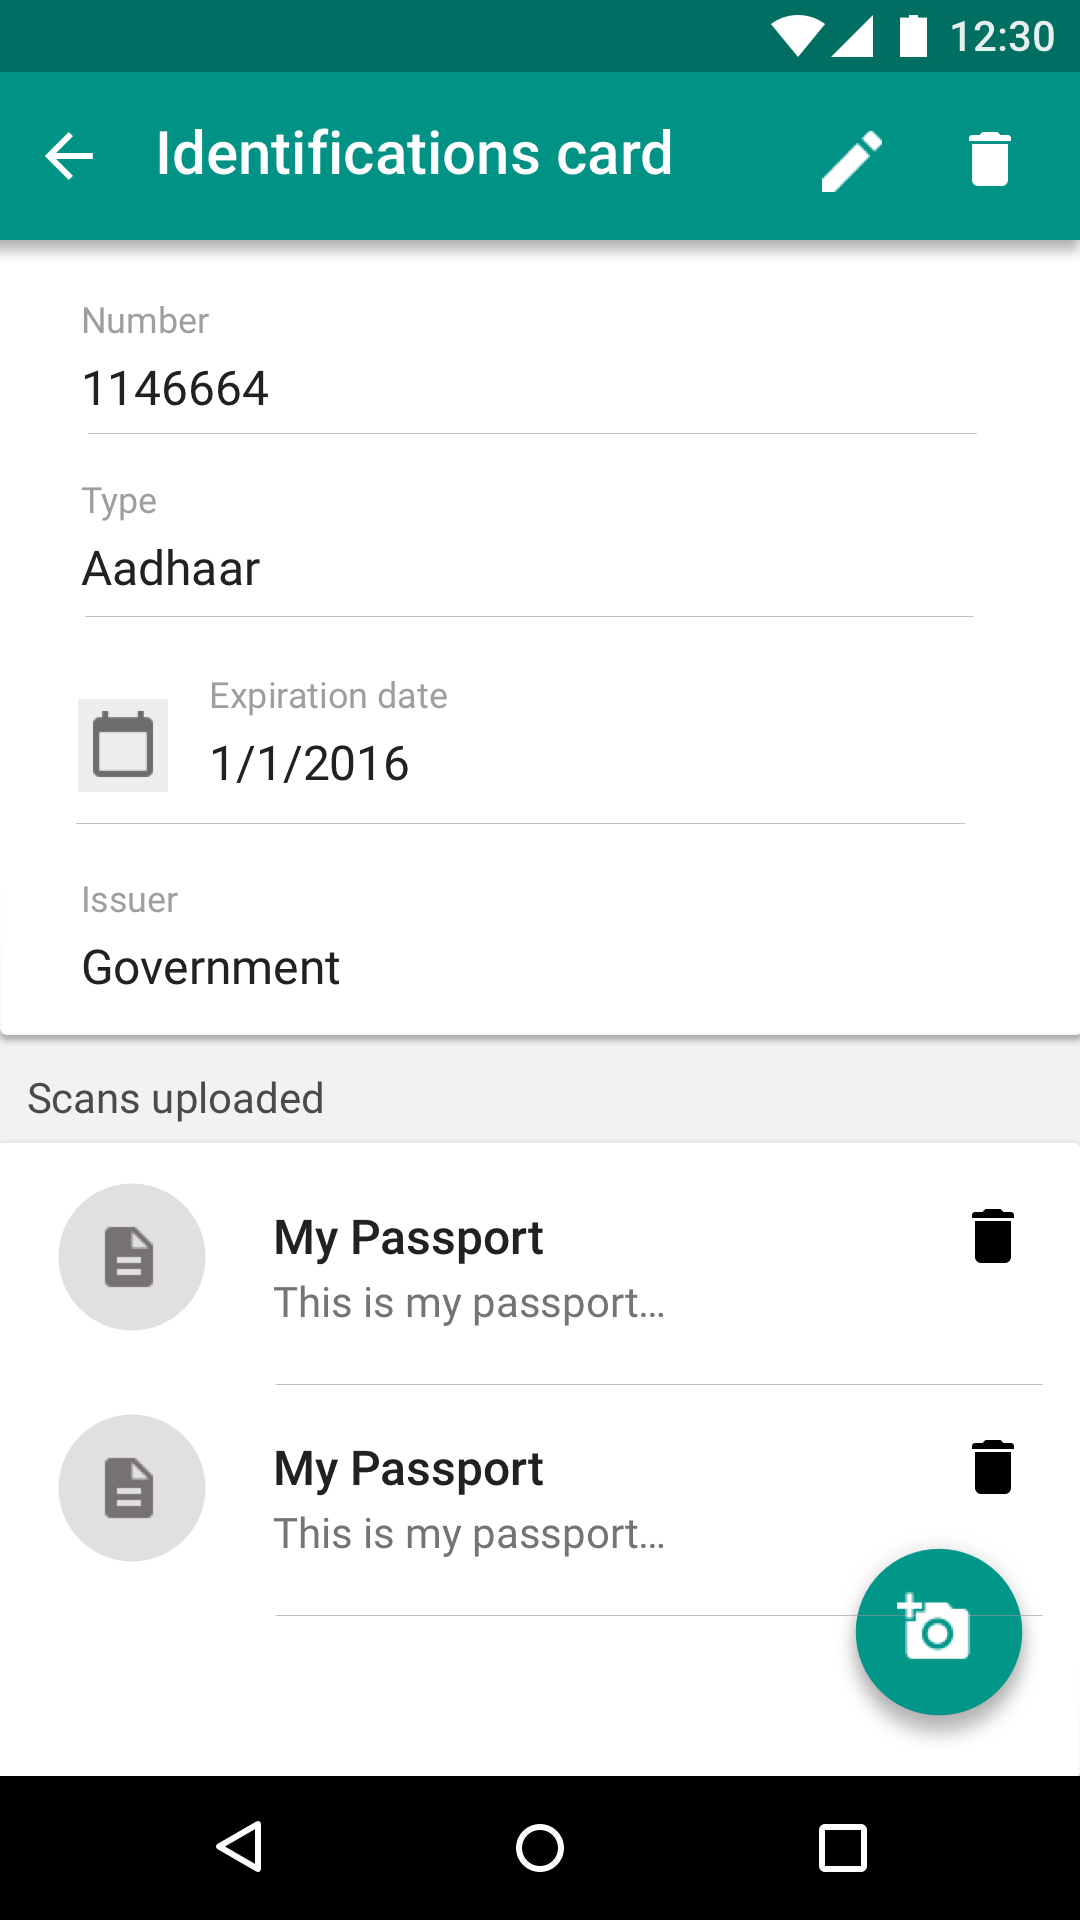 12:30
Identifications card
Number
1146664
Type
Aadhaar
Expiration date
1/1/2016
Issuer
Government
Scans uploaded
My Passport
This is my passport...
My Passport
This is my passport...